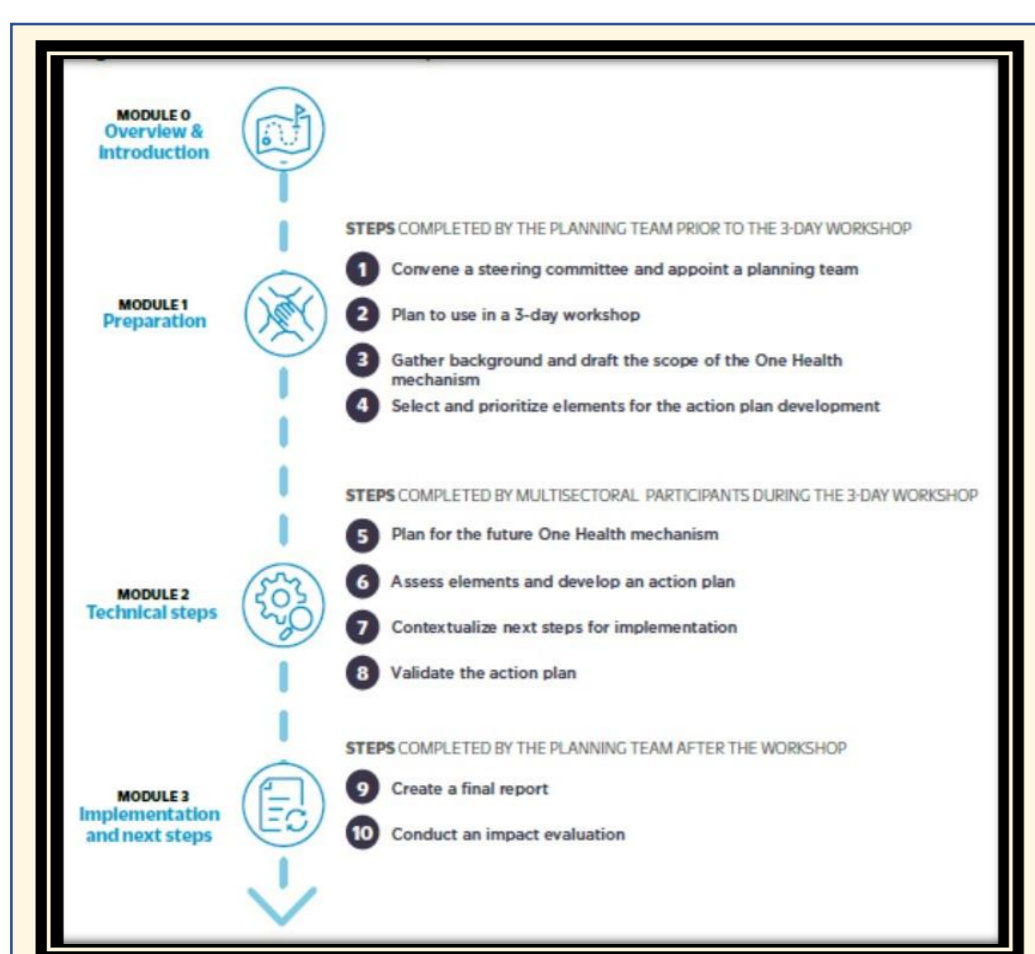 MODULE 0
Overview &
Introduction
STEPS COMPLETED BY THE PLANNING TEAM PRIOR TO THE 3-DAY WORKSHOP
1 Convene a steering committee and appoint a planning team
MODULE 1
Preparation
2 Plan to use in a 3-day workshop
3 Gather background and draft the scope of the One Health
mechanism
4 Select and prioritize elements for the action plan development
STEPS COMPLETED BY MULTISECTORAL PARTICIPANTS DURING THE 3-DAY WORKSHOP
5 Plan for the future One Health mechanism
6 Assess elements and develop an action plan
MODULE 2
Technical steps
7 Contextualize next steps for implementation
8 Validate the action plan
STEPS COMPLETED BY THE PLANNING TEAM AFTER THE WORKSHOP
9 Create a final report
MODULE 3
Implementation
and next steps
10 Conduct an impact evaluation